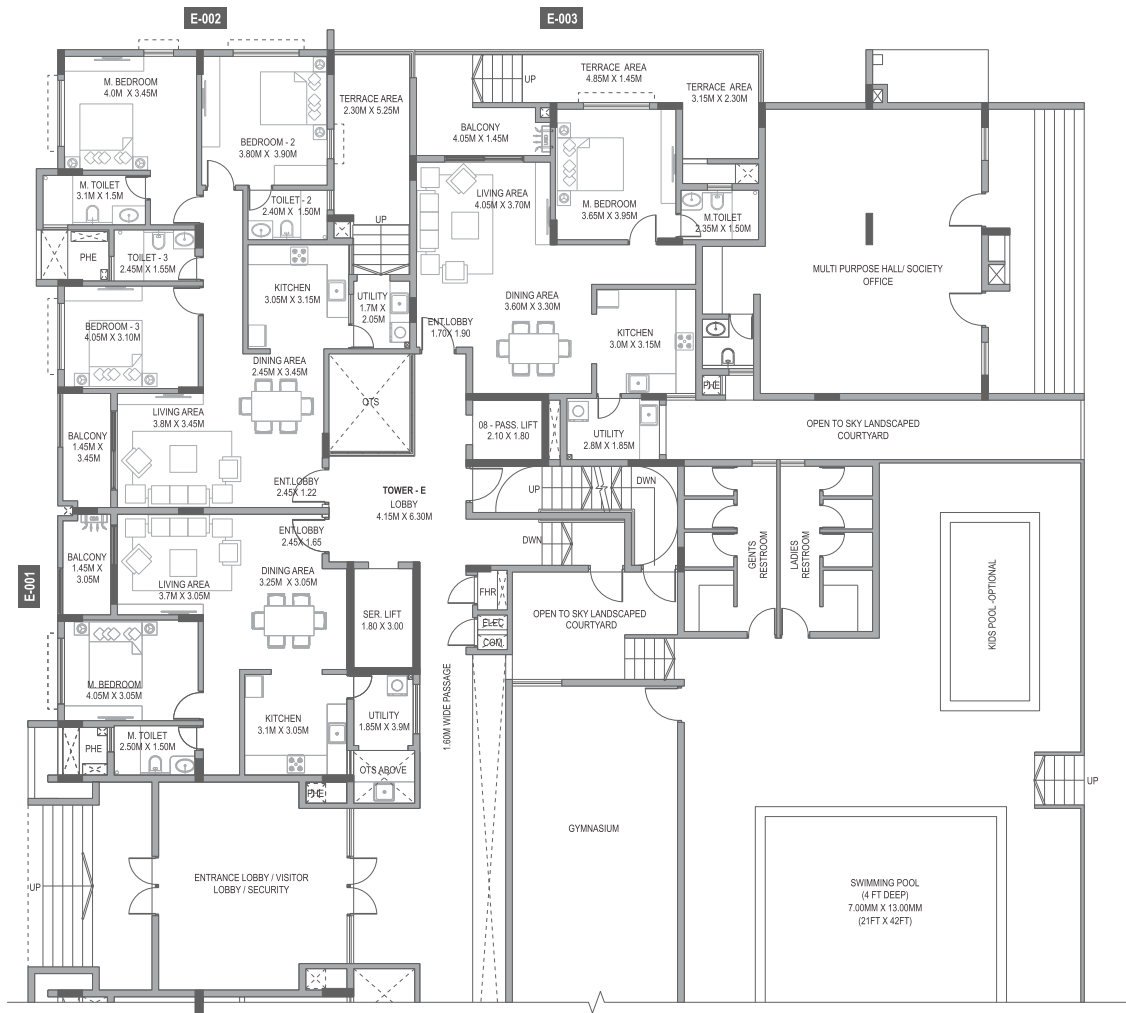 E-002
E-003
M. BEDROOM
4.0M X 3.45M
BEDROOM - 2
3.80M X 3.90M
TERRACE AREA
2.30M X 5.25M
UP
TERRACE AREA
4.85M X 1.45M
TERRACE AREA
3.15M X 2.30M
BALCONY
4.05M X 1.45M
M. TOILET
3.1M X 1.5M
TOILET - 2
2.40M X 1.50M
LIVING AREA
4.05M X 3.70M
M. BEDROOM
3.65M X 3.95M
M.TOILET
2.35M X 1.50M
UP
PHE
TOILET - 3
2.45M X 1.55M
KITCHEN
3.05M X 3.15M
UTILITY
1.7M X
2.05M
MULTI PURPOSE HALL/ SOCIETY
OFFICE
DINING AREA
3.60M X 3.30M
ENT.LOBBY
1.70X 1.90
KITCHEN
3.0M X 3.15M
BEDROOM - 3
4.05M X 3.10M
DINING AREA
2.45M X 3.45M
OTS
PHE
LIVING AREA
3.8M X 3.45M
BALCONY
1.45M X
3.45M
08 - PASS. LIFT
2.10 X 1.80
UTILITY
2.8M X 1.85M
OPEN TO SKY LANDSCAPED
COURTYARD
ENT.LOBBY
2.45X 1.22
TOWER - E
LOBBY
4.15M X 6.30M
UP
DWN
DWN
ENT.LOBBY
2.45X 1.65
BALCONY
1.45M X
3.05M
LIVING AREA
3.7M X 3.05M
DINING AREA
3.25M X 3.05M
E-001
GENTS
RESTROOM
LADIES
RESTROOM
KIDS POOL -OPTIONAL
SER. LIFT
1.80 X 3.00
FHR
ELEC
COM.
OPEN TO SKY LANDSCAPED
COURTYARD
M. BEDROOM
4.05M X 3.05M
1.60M WIDE PASSAGE
KITCHEN
3.1M X 3.05M
UTILITY
1.85M X 3.9M
PHE
M. TOILET
2.50M X 1.50M
OTS ABOVE
PHE
UP
GYMNASIUM
ENTRANCE LOBBY / VISITOR
LOBBY / SECURITY
UP
SWIMMING POOL
(4 FT DEEP)
7.00MM X 13.00MM
(21FT X 42FT)